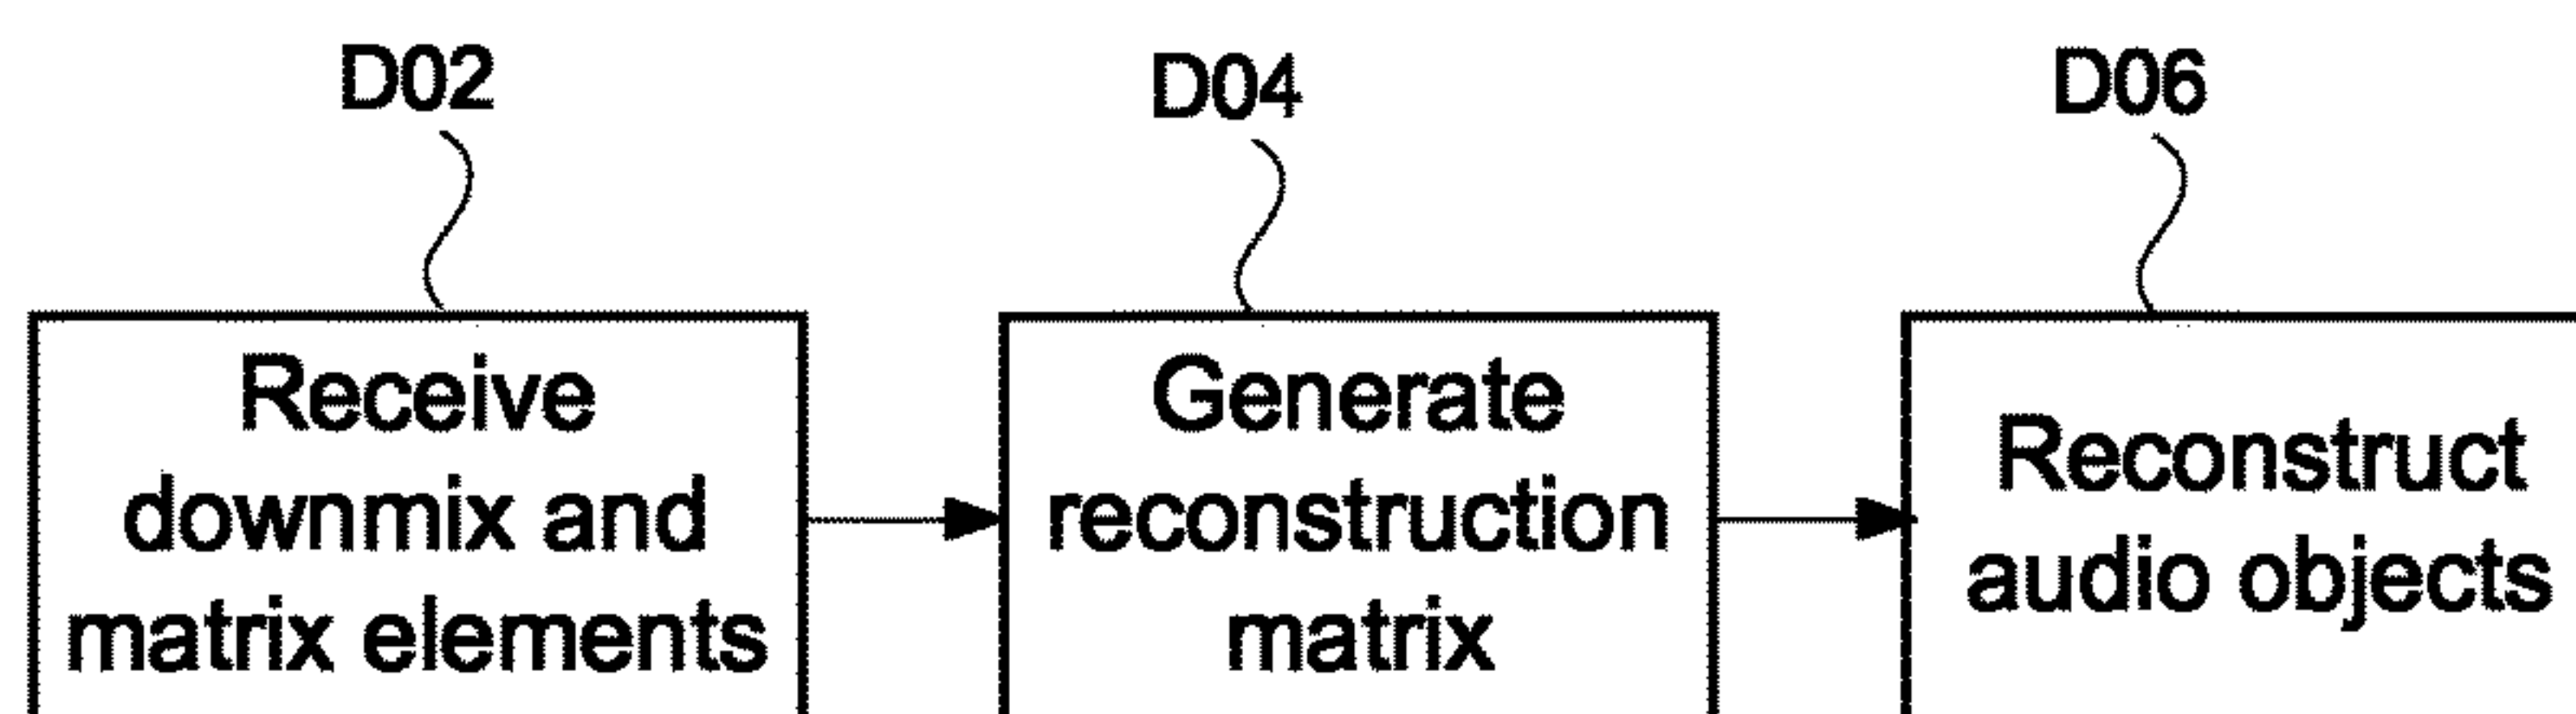 D02
D04
D06
Receive
downmix and
matrix elements
Generate
reconstruction
matrix
Reconstruct
audio objects